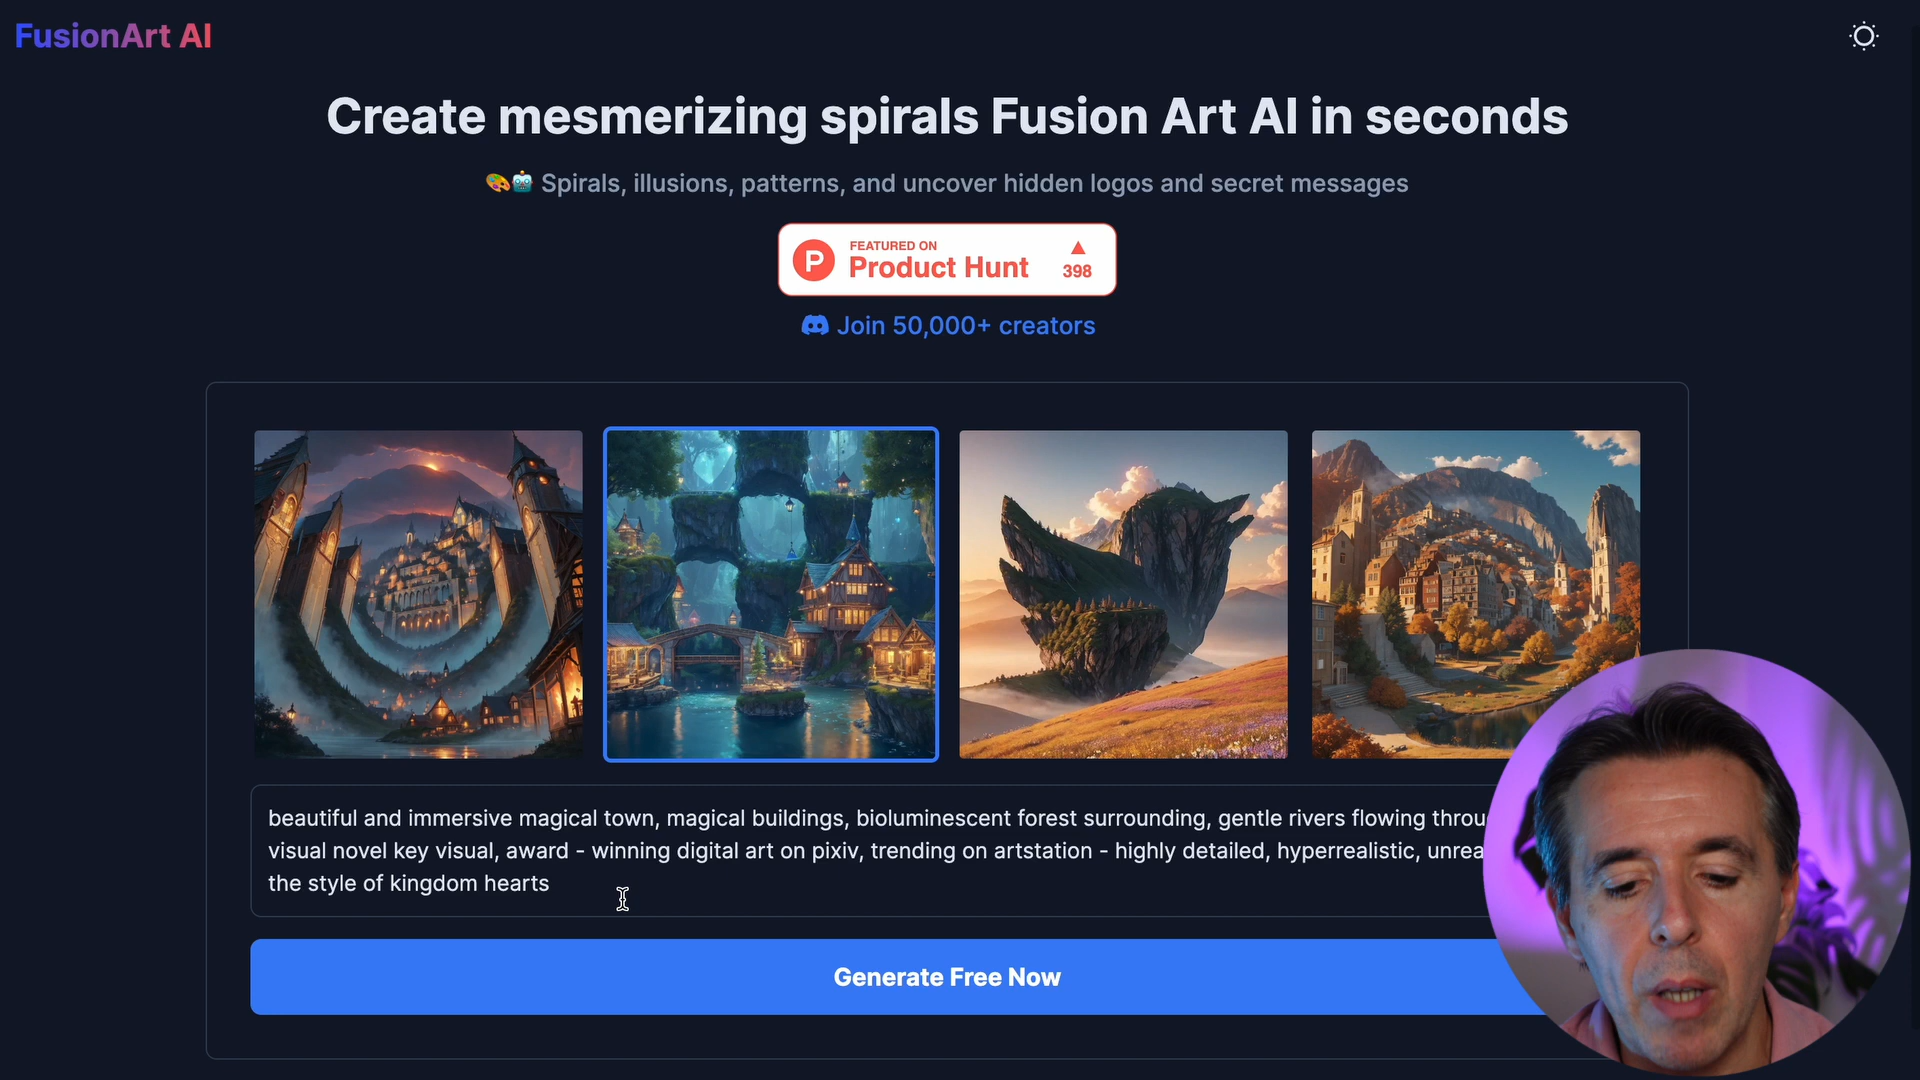 FusionArt AI
Create mesmerizing spirals Fusion Art AI in seconds
Spirals, illusions, patterns, and uncover hidden logos and secret messages
P
FEATURED ON
Product Hunt
398
Join 50,000+ creators
beautiful and immersive magical town, magical buildings, bioluminescent forest surrounding, gentle rivers flowing
visual novel key visual, award - winning digital art on pixiv, trending on artstation - highly detailed, hyperrealistic,
the style of kingdom hearts
Generate Free Now